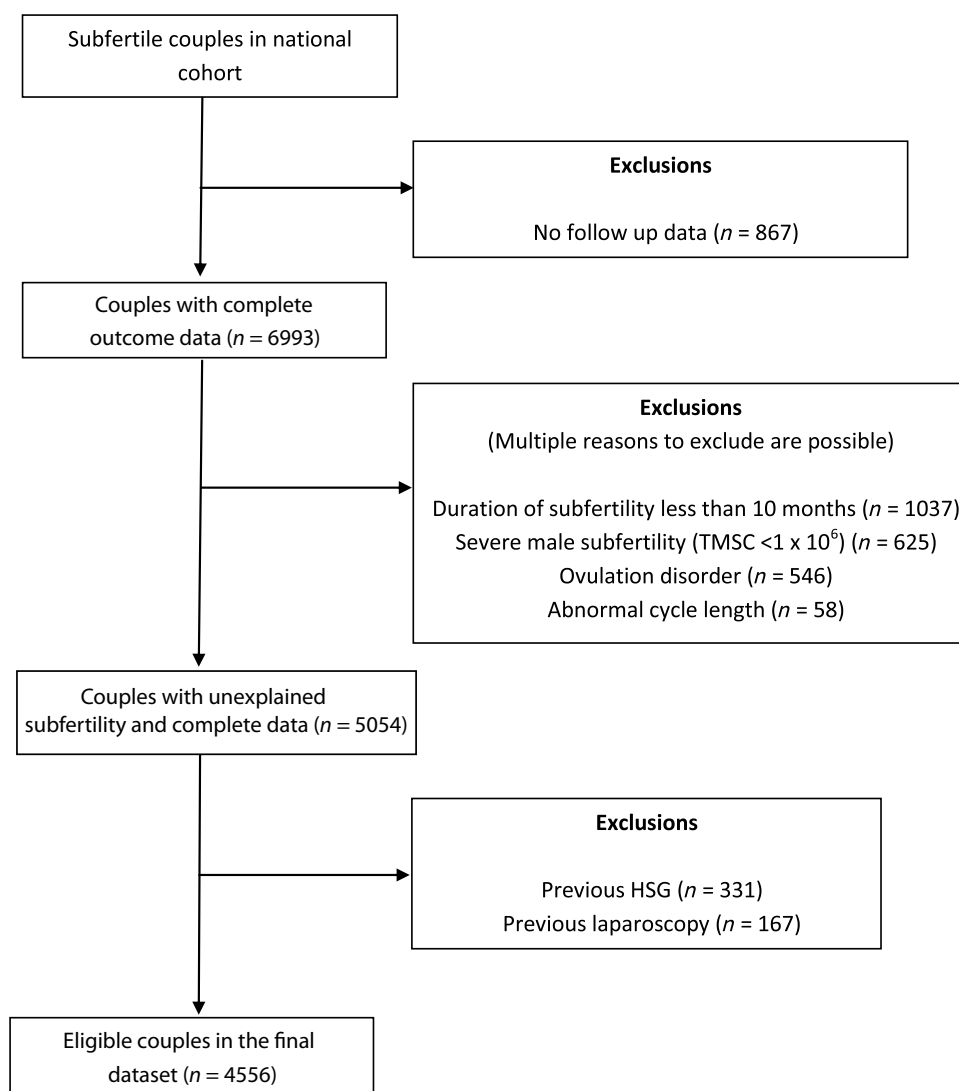 Subfertile couples in national
cohort
Exclusions
No follow up data (n = 867)
Couples with complete
outcome data (n = 6993)
Exclusions
(Multiple reasons to exclude are possible)
Duration of subfertility less than 10 months (n = 1037)
Severe male subfertility (TMSC <1 x 10⁶) (n = 625)
Ovulation disorder (n = 546)
Abnormal cycle length (n = 58)
Couples with unexplained
subfertility and complete data (n = 5054)
Exclusions
Previous HSG (n = 331)
Previous laparoscopy (n = 167)
Eligible couples in the final
dataset (n = 4556)